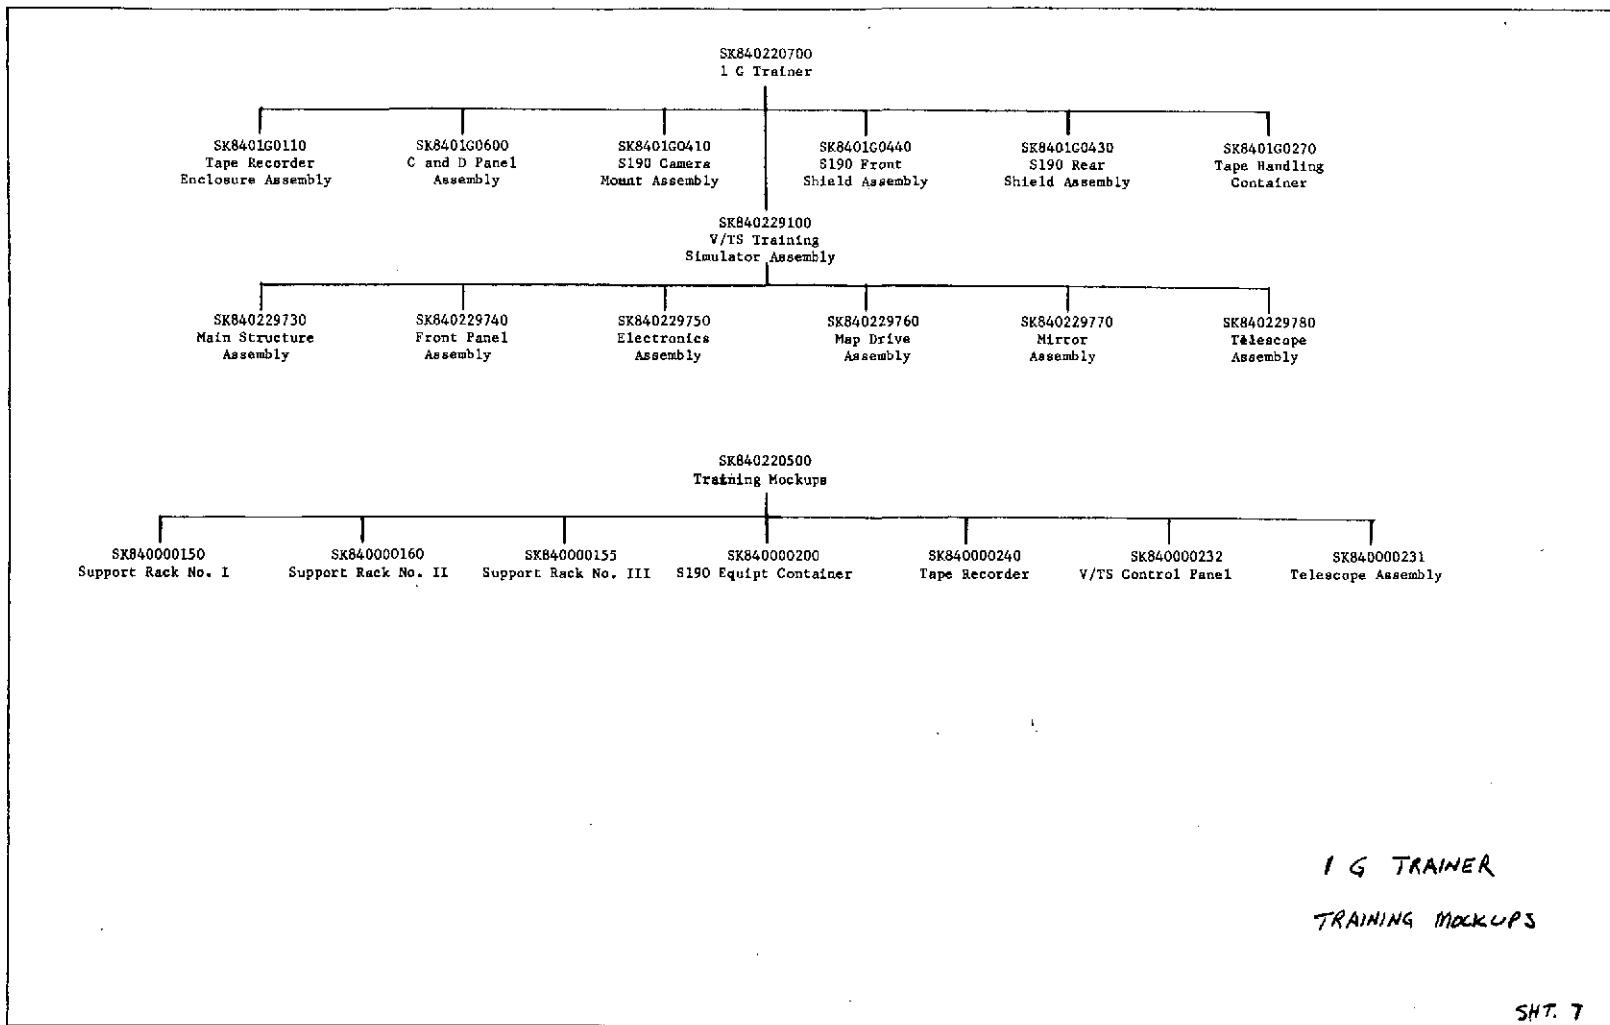 SK840220700
1 G Trainer
SK8401G0110
Tape Recorder
Enclosure Assembly
SK8401G0600
C and D Panel
Assembly
SK8401G0410
S190 Camera
Mount Assembly
SK8401G0440
S190 Front
Shield Assembly
SK8401G0430
S190 Rear
Shield Assembly
SK8401G0270
Tape Handling
Container
SK840229100
V/TS Training
Simulator Assembly
SK840229730
Main Structure
Assembly
SK840229740
Front Panel
Assembly
SK840229750
Electronics
Assembly
SK840229760
Map Drive
Assembly
SK840229770
Mirror
Assembly
SK840229780
Telescope
Assembly
SK840220500
Training Mockups
SK840000150
Support Rack No. I
SK840000160
Support Rack No. II
SK840000155
Support Rack No. III
SK840000200
S190 Equipt Container
SK840000240
Tape Recorder
SK840000232
V/TS Control Panel
SK840000231
Telescope Assembly
1 G TRAINER
TRAINING MOCKUPS
SHT. 7